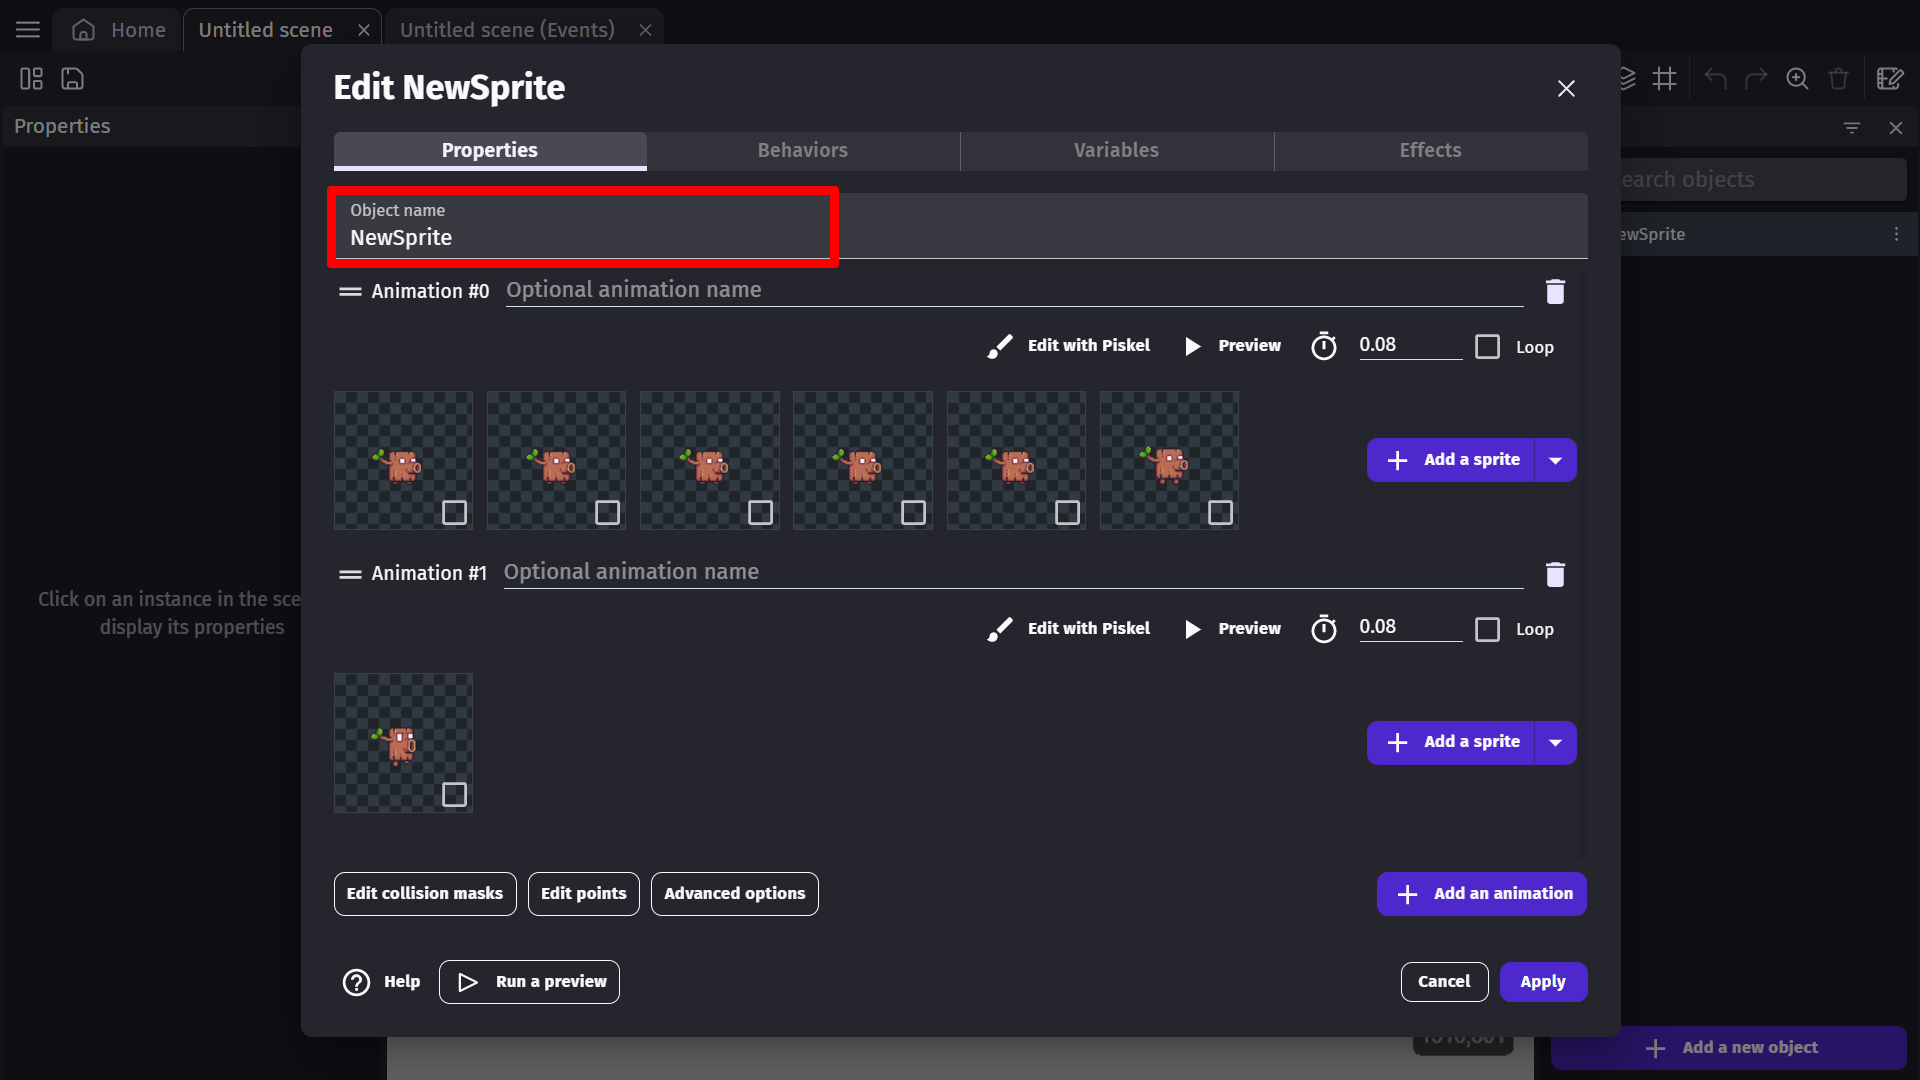 Home
Untitled scene
Untitled scene (Events)
Edit NewSprite
Properties
Properties
Behaviors
Variables
Effects
Object name
NewSprite
earch objects
ewSprite
Animation #0
Optional animation name
Edit with Piskel
Preview
0.08
Loop
Add a sprite
Animation #1
Optional animation name
Click on an instance in the sce
display its properties
Edit with Piskel
Preview
0.08
Loop
Add a sprite
Edit collision masks
Edit points
Advanced options
Add an animation
Help
Run a preview
Cancel
Apply
Add a new object